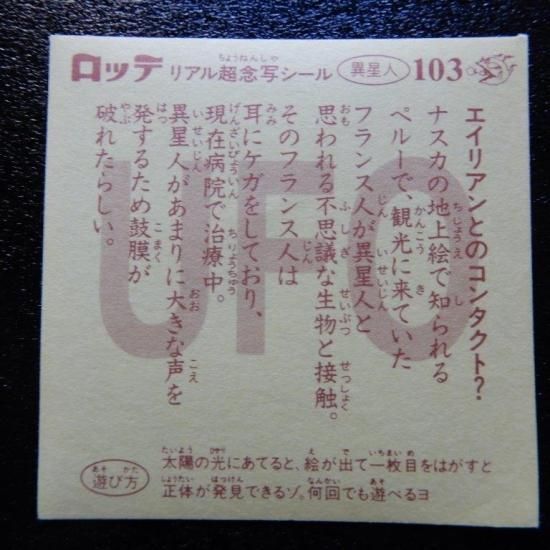 ロッテ リアル超念写シール 異星人 103
エイリアンとのコンタクト?
ナスカの地上絵で知られる
ペルーで、観光に来ていた
フランス人が異星人と
思われる不思議な生物と接触。
そのフランス人は
耳にケガをしており、
現在病院で治療中。
異星人があまりに大きな声を
発するため鼓膜が
破れたらしい。
UFO
遊び方
太陽の光にあてると、絵が出て一枚目をはがすと
正体が発見できるゾ。何回でも遊べるヨ